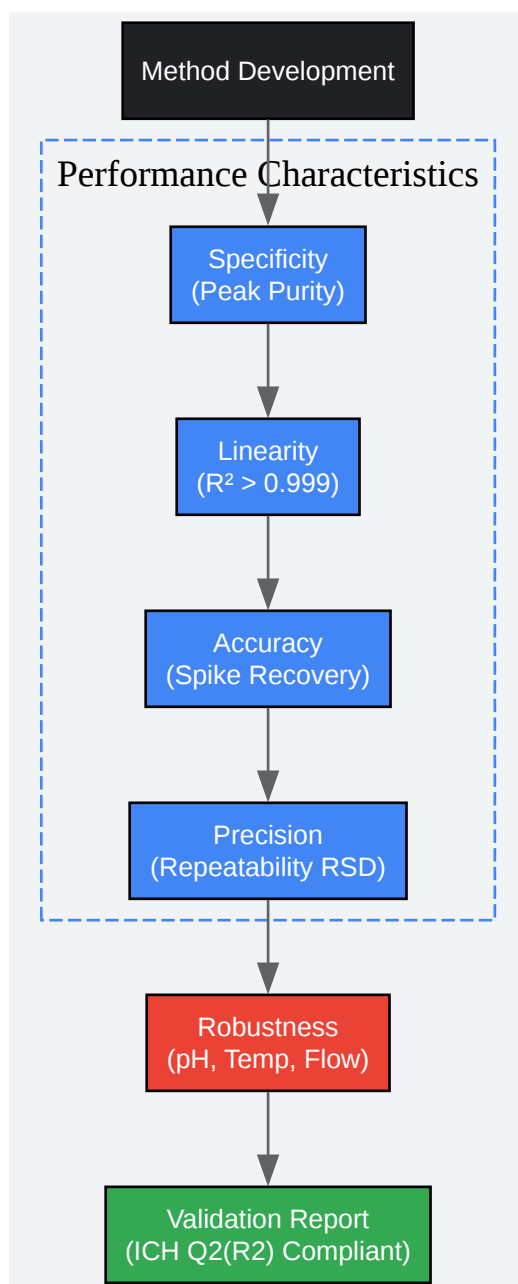 Method Development
Performance Characteristics
Specificity
(Peak Purity)
Linearity
(R² > 0.999)
Accuracy
(Spike Recovery)
Precision
(Repeatability RSD)
Robustness
(pH, Temp, Flow)
Validation Report
(ICH Q2(R2) Compliant)